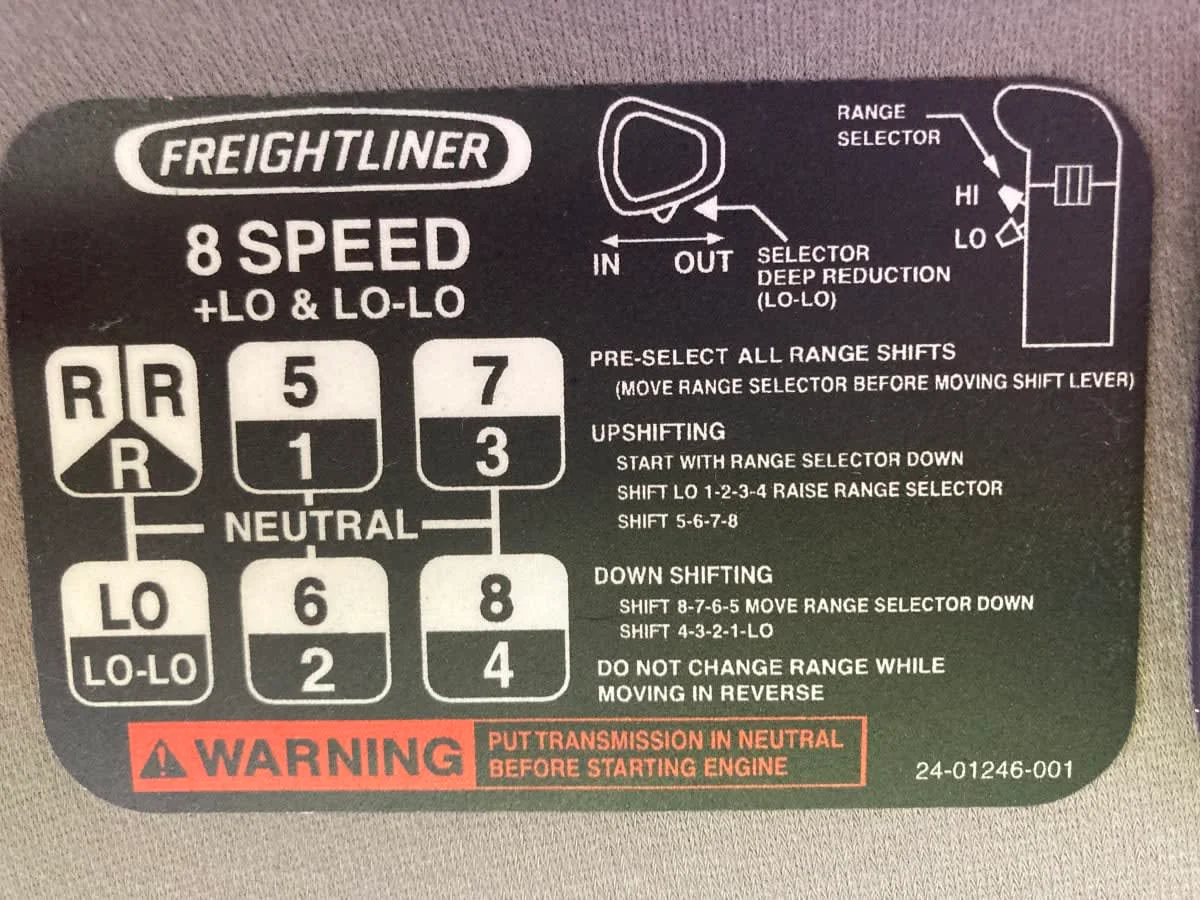 FREIGHTLINER
8 SPEED
+LO & LO-LO
R R
R
5
1
7
3
NEUTRAL
LO
LO-LO
6
2
8
4
IN OUT
SELECTOR
DEEP REDUCTION
(LO-LO)
RANGE
SELECTOR
HI
LO
PRE-SELECT ALL RANGE SHIFTS
(MOVE RANGE SELECTOR BEFORE MOVING SHIFT LEVER)
UPSHIFTING
START WITH RANGE SELECTOR DOWN
SHIFT LO 1-2-3-4 RAISE RANGE SELECTOR
SHIFT 5-6-7-8
DOWN SHIFTING
SHIFT 8-7-6-5 MOVE RANGE SELECTOR DOWN
SHIFT 4-3-2-1-LO
DO NOT CHANGE RANGE WHILE
MOVING IN REVERSE
WARNING
PUT TRANSMISSION IN NEUTRAL
BEFORE STARTING ENGINE
24-01246-001